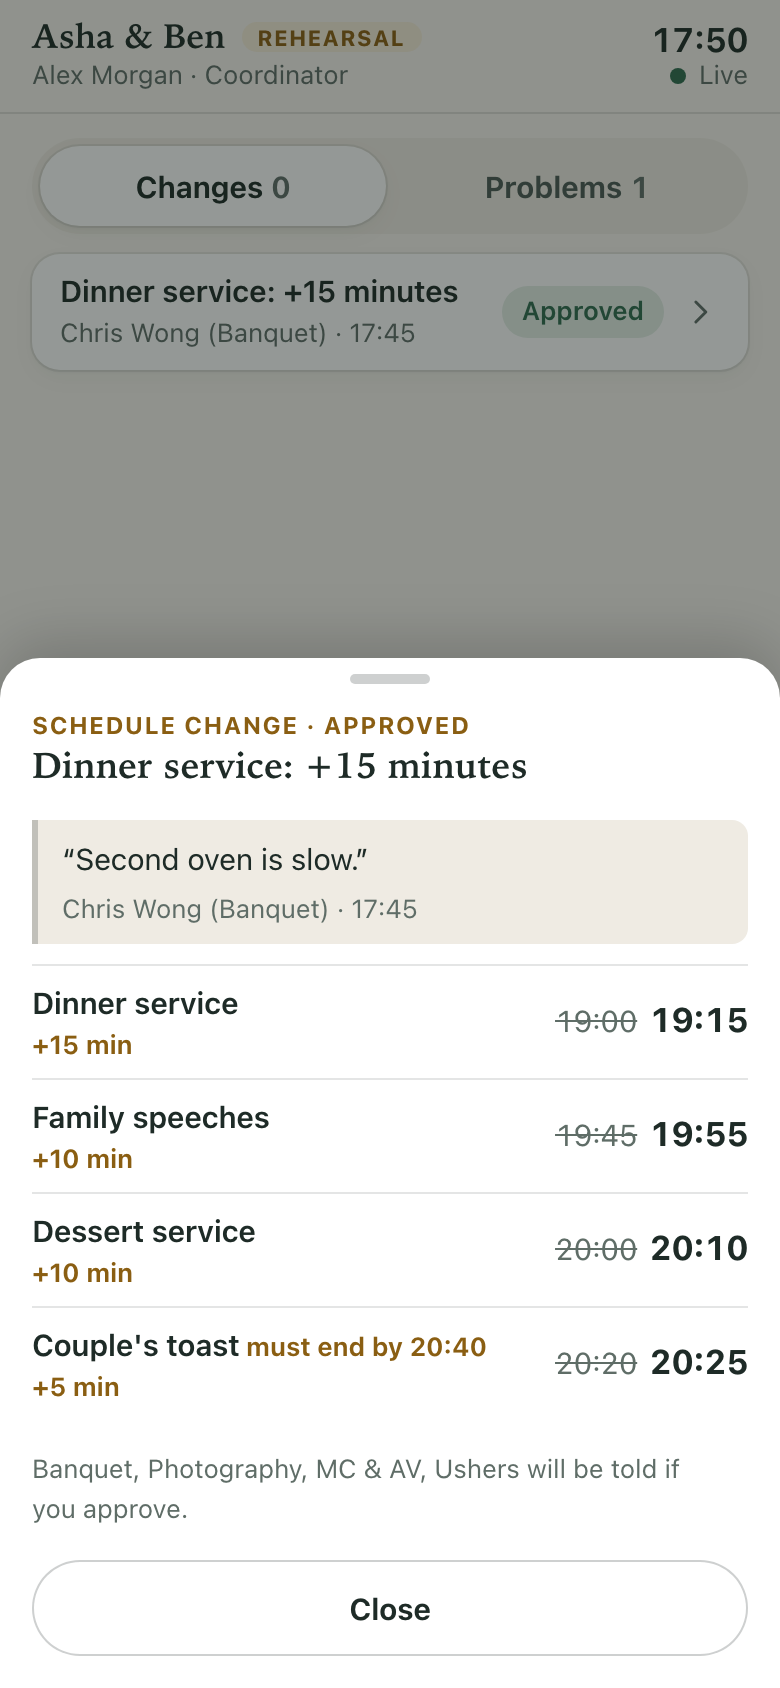 Asha & Ben REHEARSAL 17:50
Alex Morgan · Coordinator Live
Changes 0 Problems 1
Dinner service: +15 minutes
Chris Wong (Banquet) · 17:45
Approved
SCHEDULE CHANGE · APPROVED
Dinner service: +15 minutes
“Second oven is slow.”
Chris Wong (Banquet) · 17:45
Dinner service 19:00 19:15
+15 min
Family speeches 19:45 19:55
+10 min
Dessert service 20:00 20:10
+10 min
Couple's toast must end by 20:40 20:20 20:25
+5 min
Banquet, Photography, MC & AV, Ushers will be told if
you approve.
Close